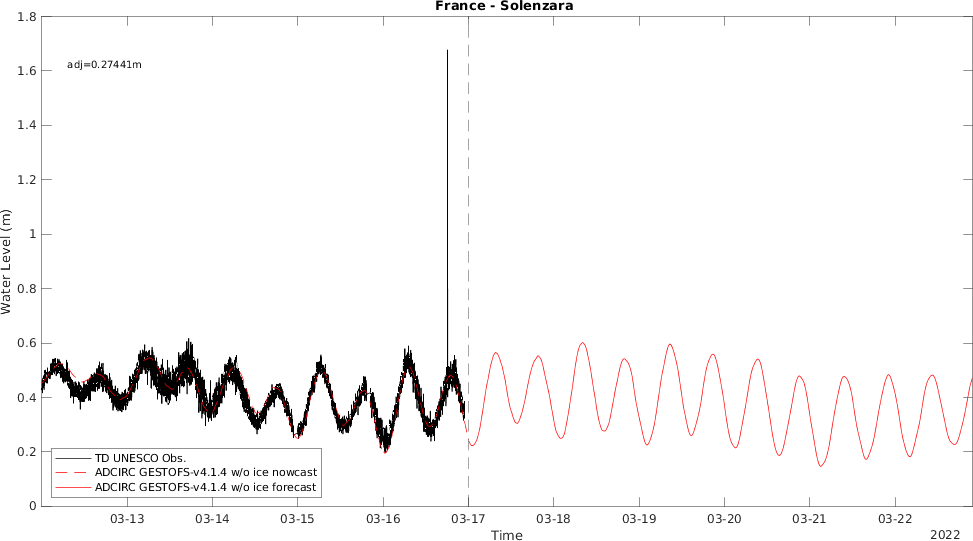 France - Solenzara
1.8
1.6
1.4
1.2
1
0.8
0.6
0.4
0.2
0
Water Level (m)
adj=0.27441m
TD UNESCO Obs.
ADCIRC GESTOFS-v4.1.4 w/o ice nowcast
ADCIRC GESTOFS-v4.1.4 w/o ice forecast
03-13 03-14 03-15 03-16 03-17 03-18 03-19 03-20 03-21 03-22
Time
2022